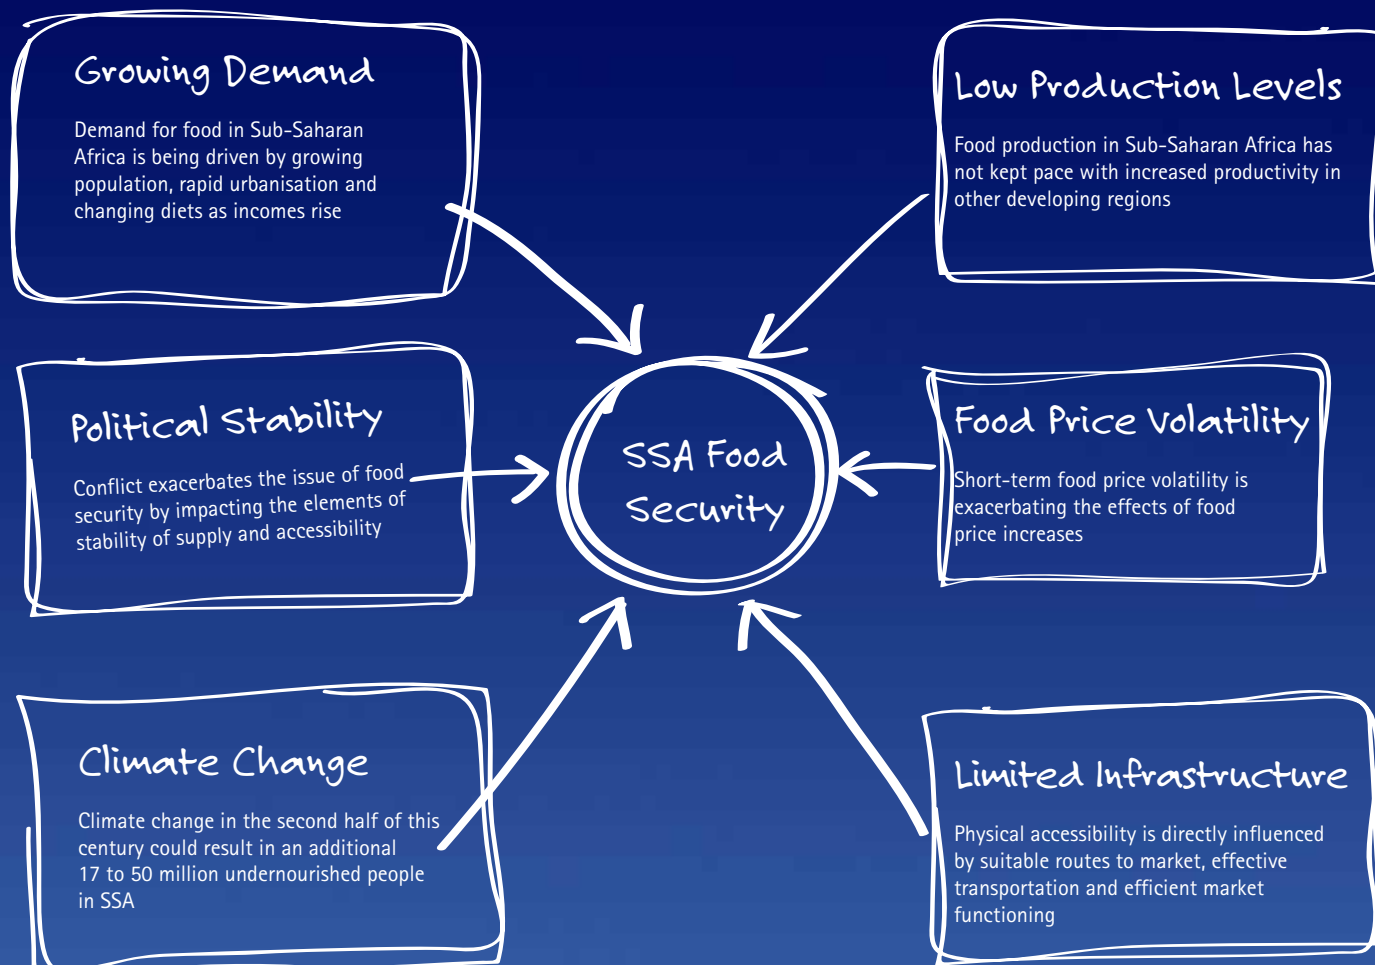 Growing Demand
Demand for food in Sub-Saharan
Africa is being driven by growing
population, rapid urbanisation and
changing diets as incomes rise
Low Production Levels
Food production in Sub-Saharan Africa has
not kept pace with increased productivity in
other developing regions
Political Stability
Conflict exacerbates the issue of food
security by impacting the elements of
stability of supply and accessibility
SSA Food
Security
Food Price Volatility
Short-term food price volatility is
exacerbating the effects of food
price increases
Climate Change
Climate change in the second half of this
century could result in an additional
17 to 50 million undernourished people
in SSA
Limited Infrastructure
Physical accessibility is directly influenced
by suitable routes to market, effective
transportation and efficient market
functioning